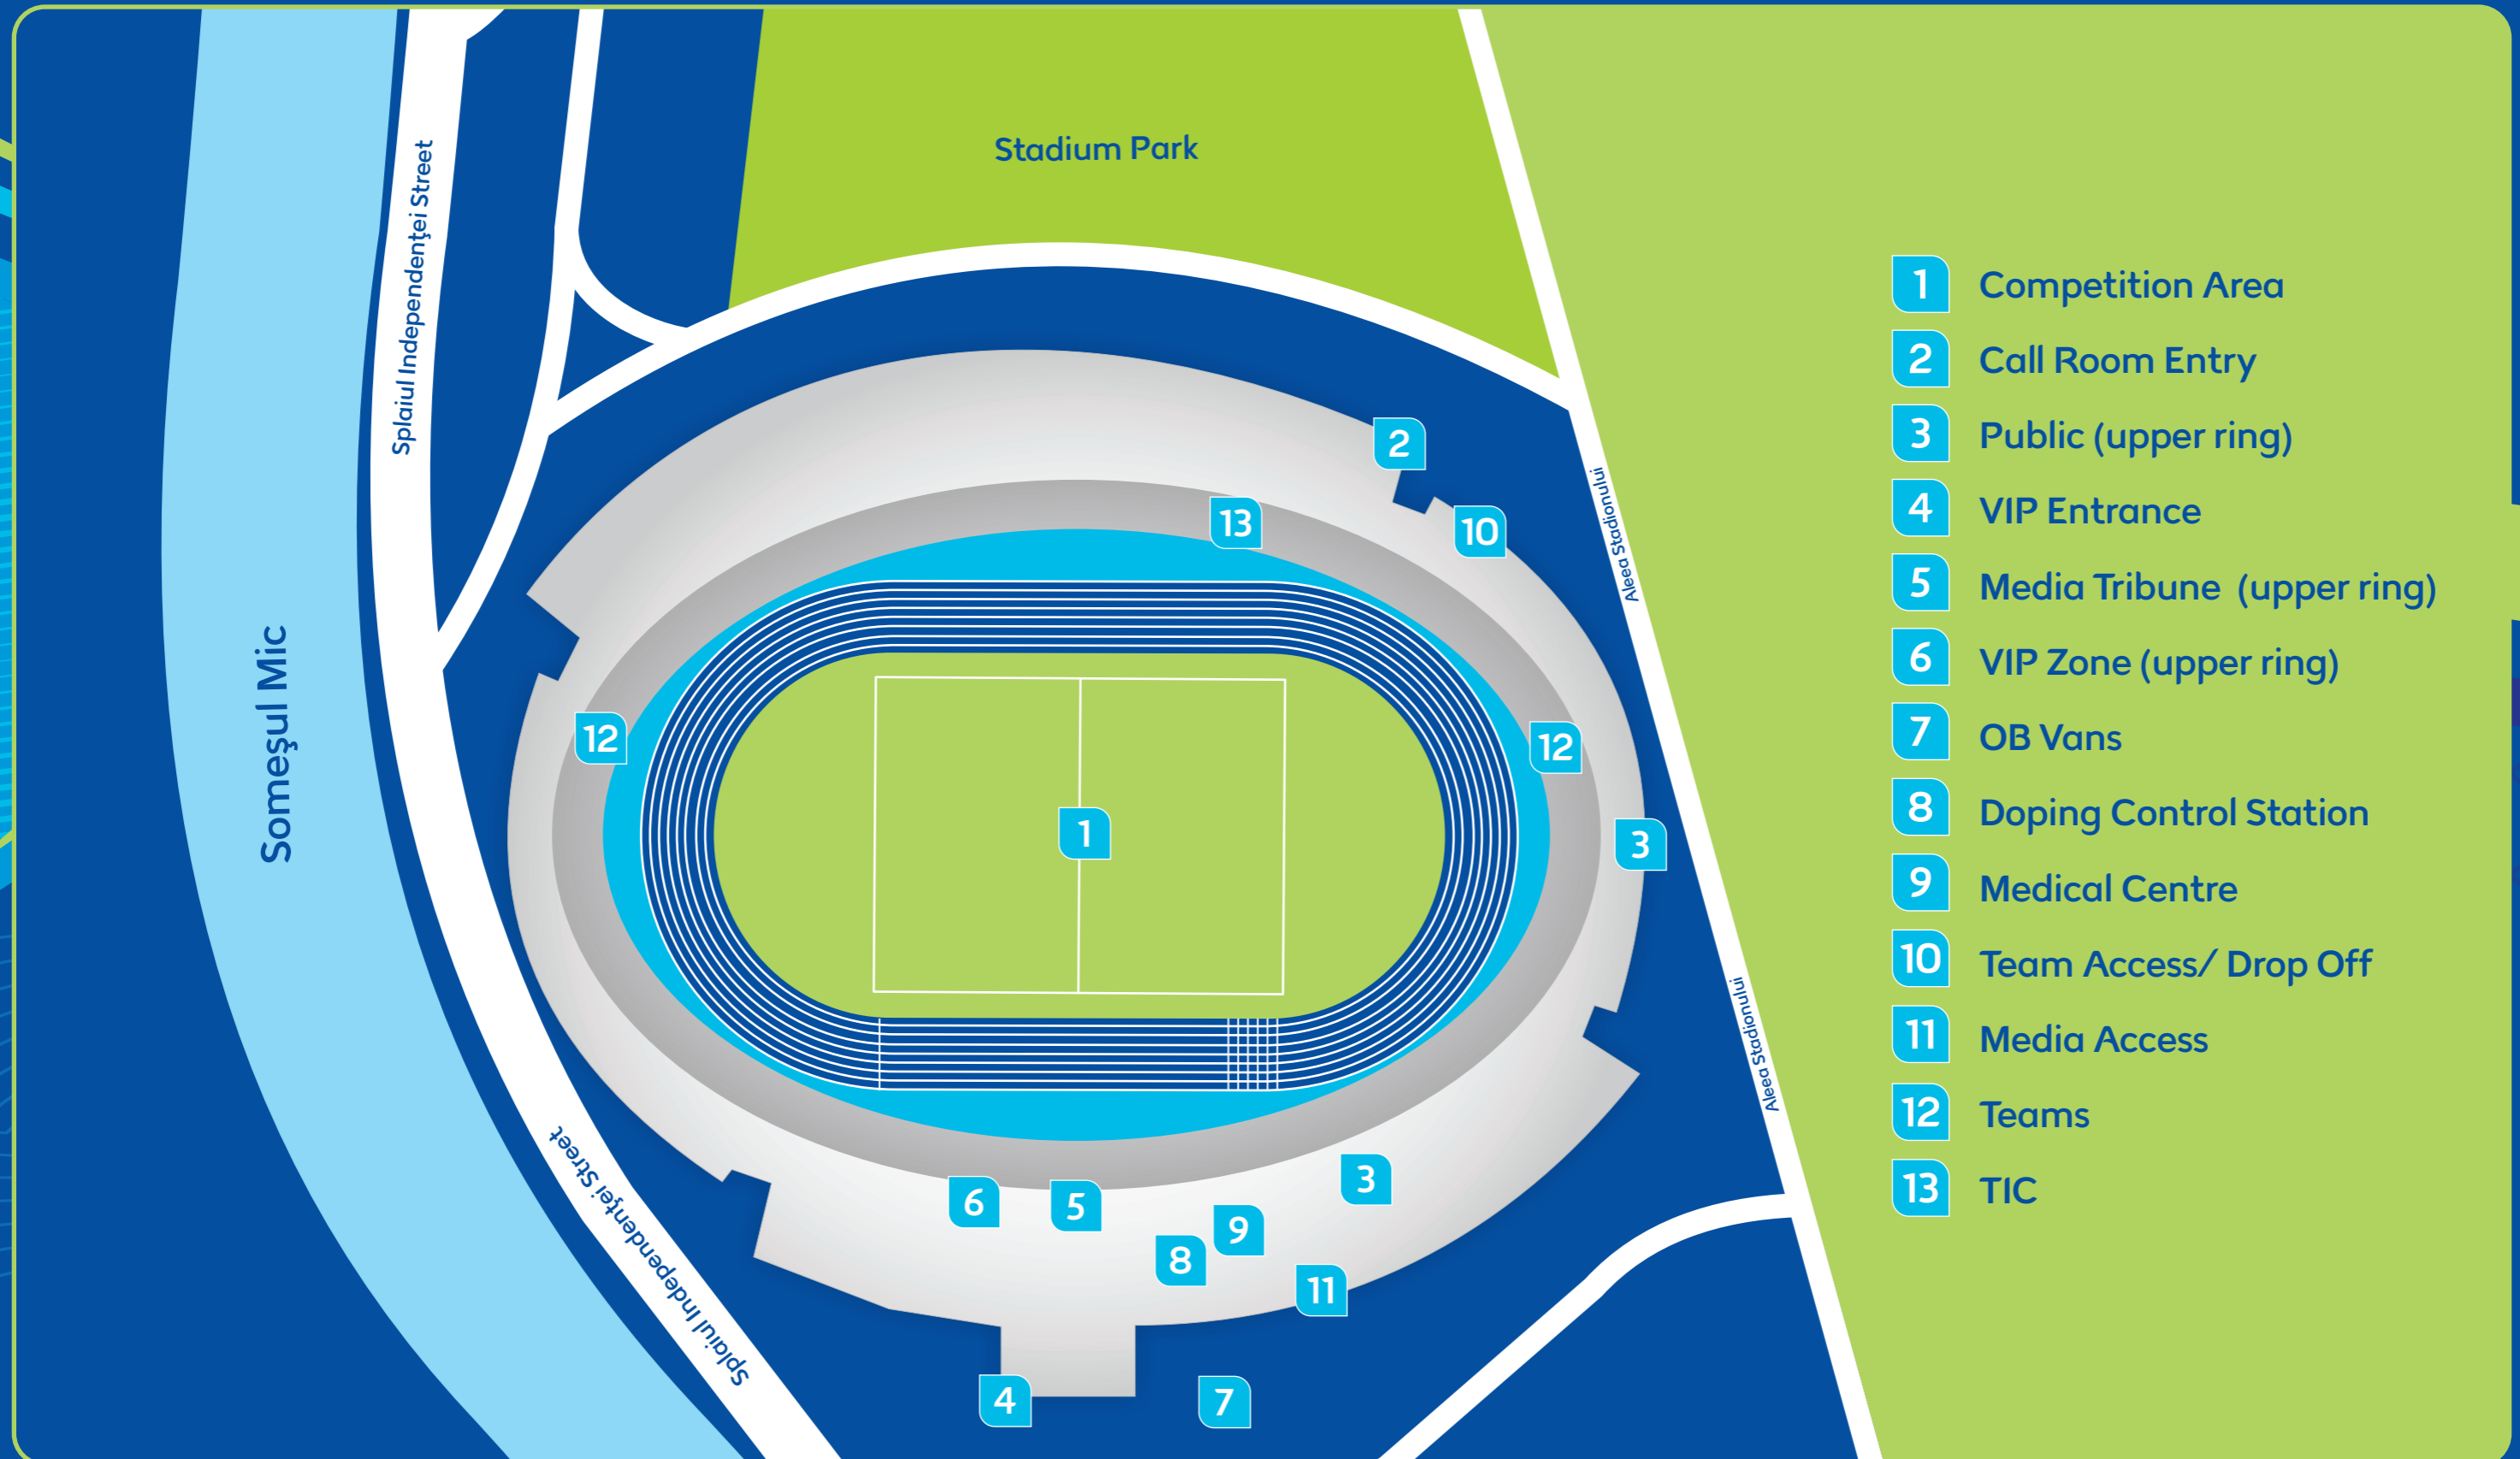 Stadium Park
Splaiul Independenţei Street
2
13
10
Aleea Stadionului
Someşul Mic
12
12
1
3
Aleea Stadionului
Splaiul Independenţei Street
3
6
5
9
8
11
4
7
1 Competition Area
2 Call Room Entry
3 Public (upper ring)
4 VIP Entrance
5 Media Tribune (upper ring)
6 VIP Zone (upper ring)
7 OB Vans
8 Doping Control Station
9 Medical Centre
10 Team Access/ Drop Off
11 Media Access
12 Teams
13 TIC